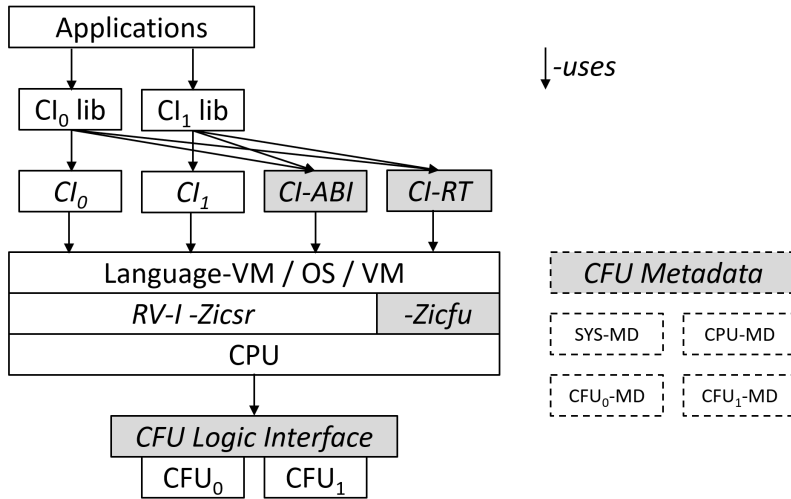 Applications
-uses
CI₀ lib
CI₁ lib
CI₀
CI₁
CI-ABI
CI-RT
Language-VM / OS / VM
RV-I -Zicsr
-Zicfu
CPU
CFU Logic Interface
CFU₀
CFU₁
CFU Metadata
SYS-MD
CPU-MD
CFU₀-MD
CFU₁-MD